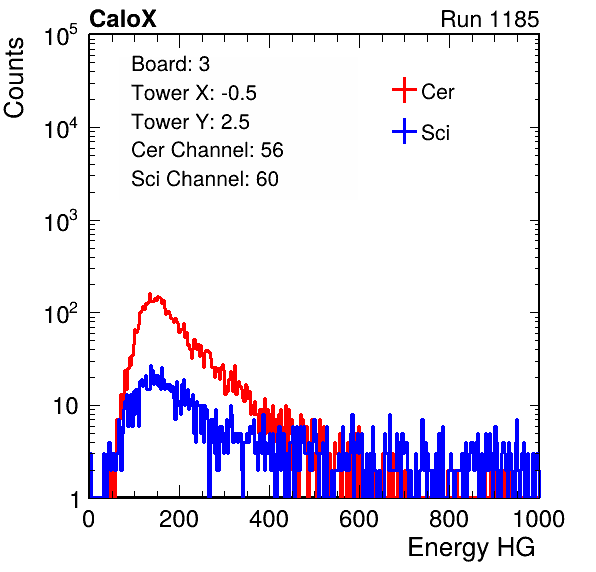 CaloX Run 1185
Counts
Board: 3
Tower X: -0.5
Tower Y: 2.5
Cer Channel: 56
Sci Channel: 60
Cer
Sci
10^5
10^4
10^3
10^2
10
1
0 200 400 600 800 1000
Energy HG